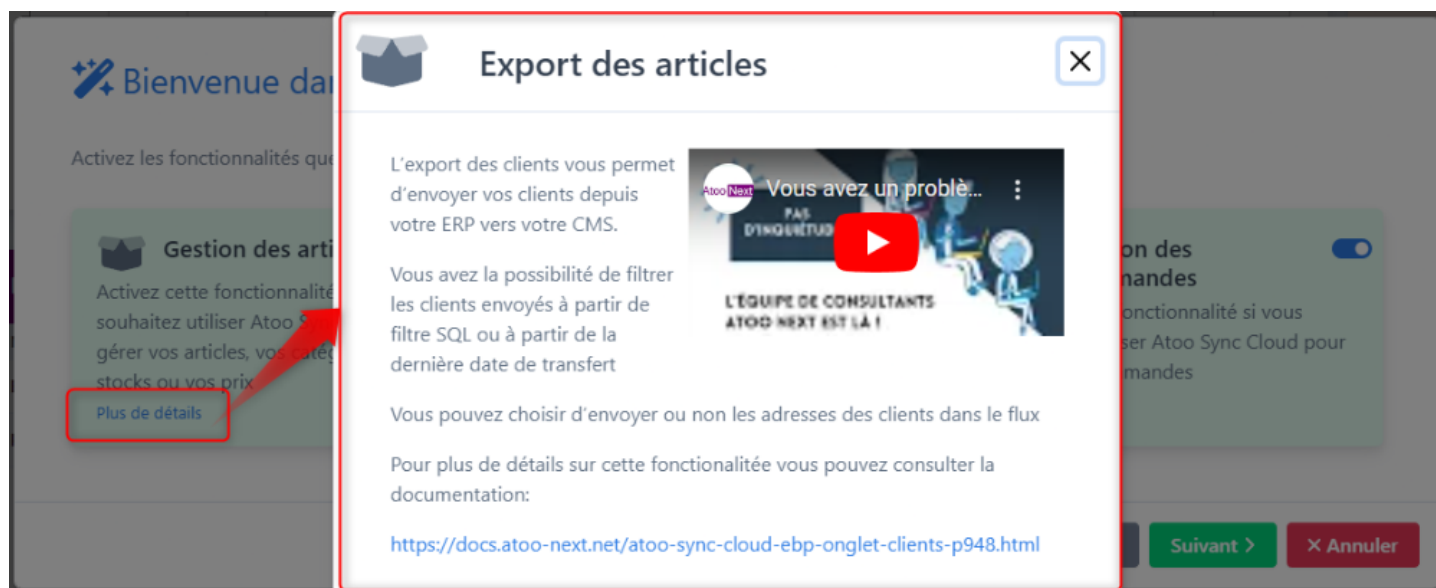 Bienvenue da
Activez les fonctionnalités que
Gestion des arti
Activez cette fonctionnalité
souhaitez utiliser Atoo
gérer vos articles, vos
stocks ou vos prix
Plus de détails
Export des articles
L'export des clients vous permet
d'envoyer vos clients depuis
votre ERP vers votre CMS.
Vous avez la possibilité de filtrer
les clients envoyés à partir de
filtre SQL ou à partir de la
dernière date de transfert
Atoo Next
Vous avez un problè...
PAS
D'INQUIÉTUD
L'ÉQUIPE DE CONSULTANTS
ATOO NEXT EST LÀ !
Vous pouvez choisir d'envoyer ou non les adresses des clients dans le flux
Pour plus de détails sur cette fonctionalitée vous pouvez consulter la
documentation:
https://docs.atoo-next.net/atoo-sync-cloud-ebp-onglet-clients-p948.html
on des
mandes
onctionnalité si vous
ser Atoo Sync Cloud pour
mandes
Suivant >
× Annuler